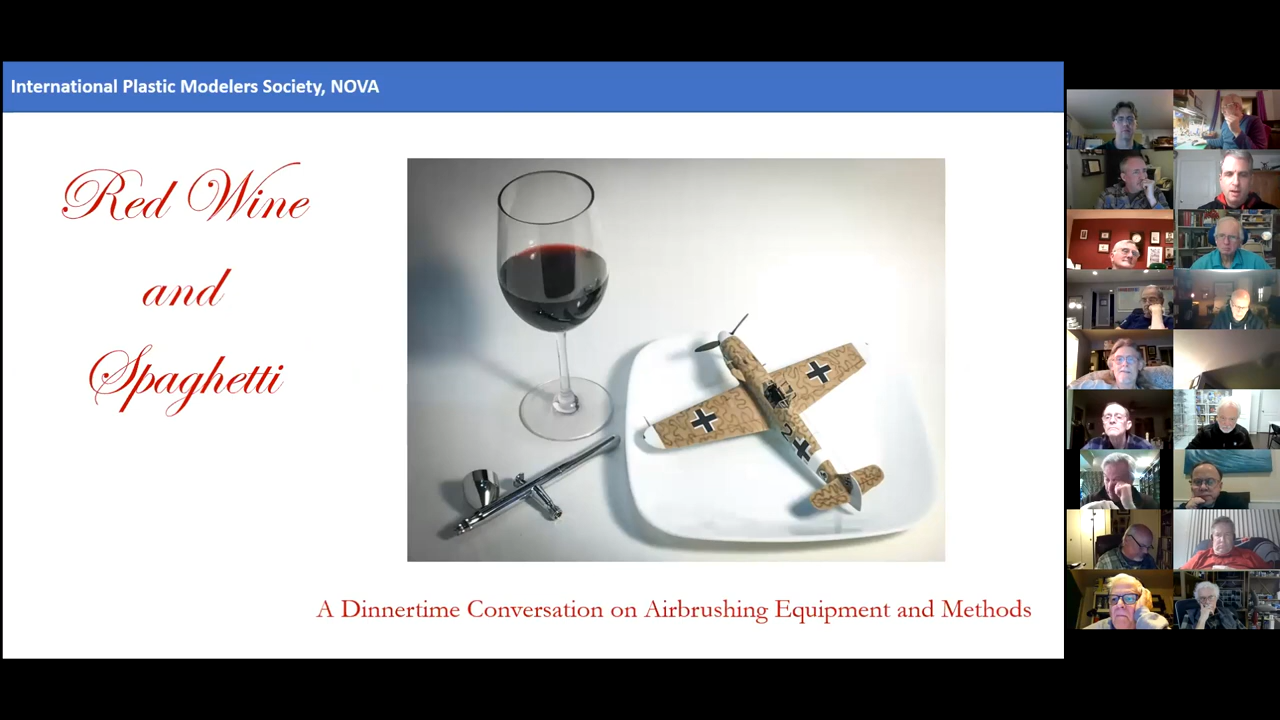 International Plastic Modelers Society, NOVA
Red Wine
and
Spaghetti
A Dinnertime Conversation on Airbrushing Equipment and Methods